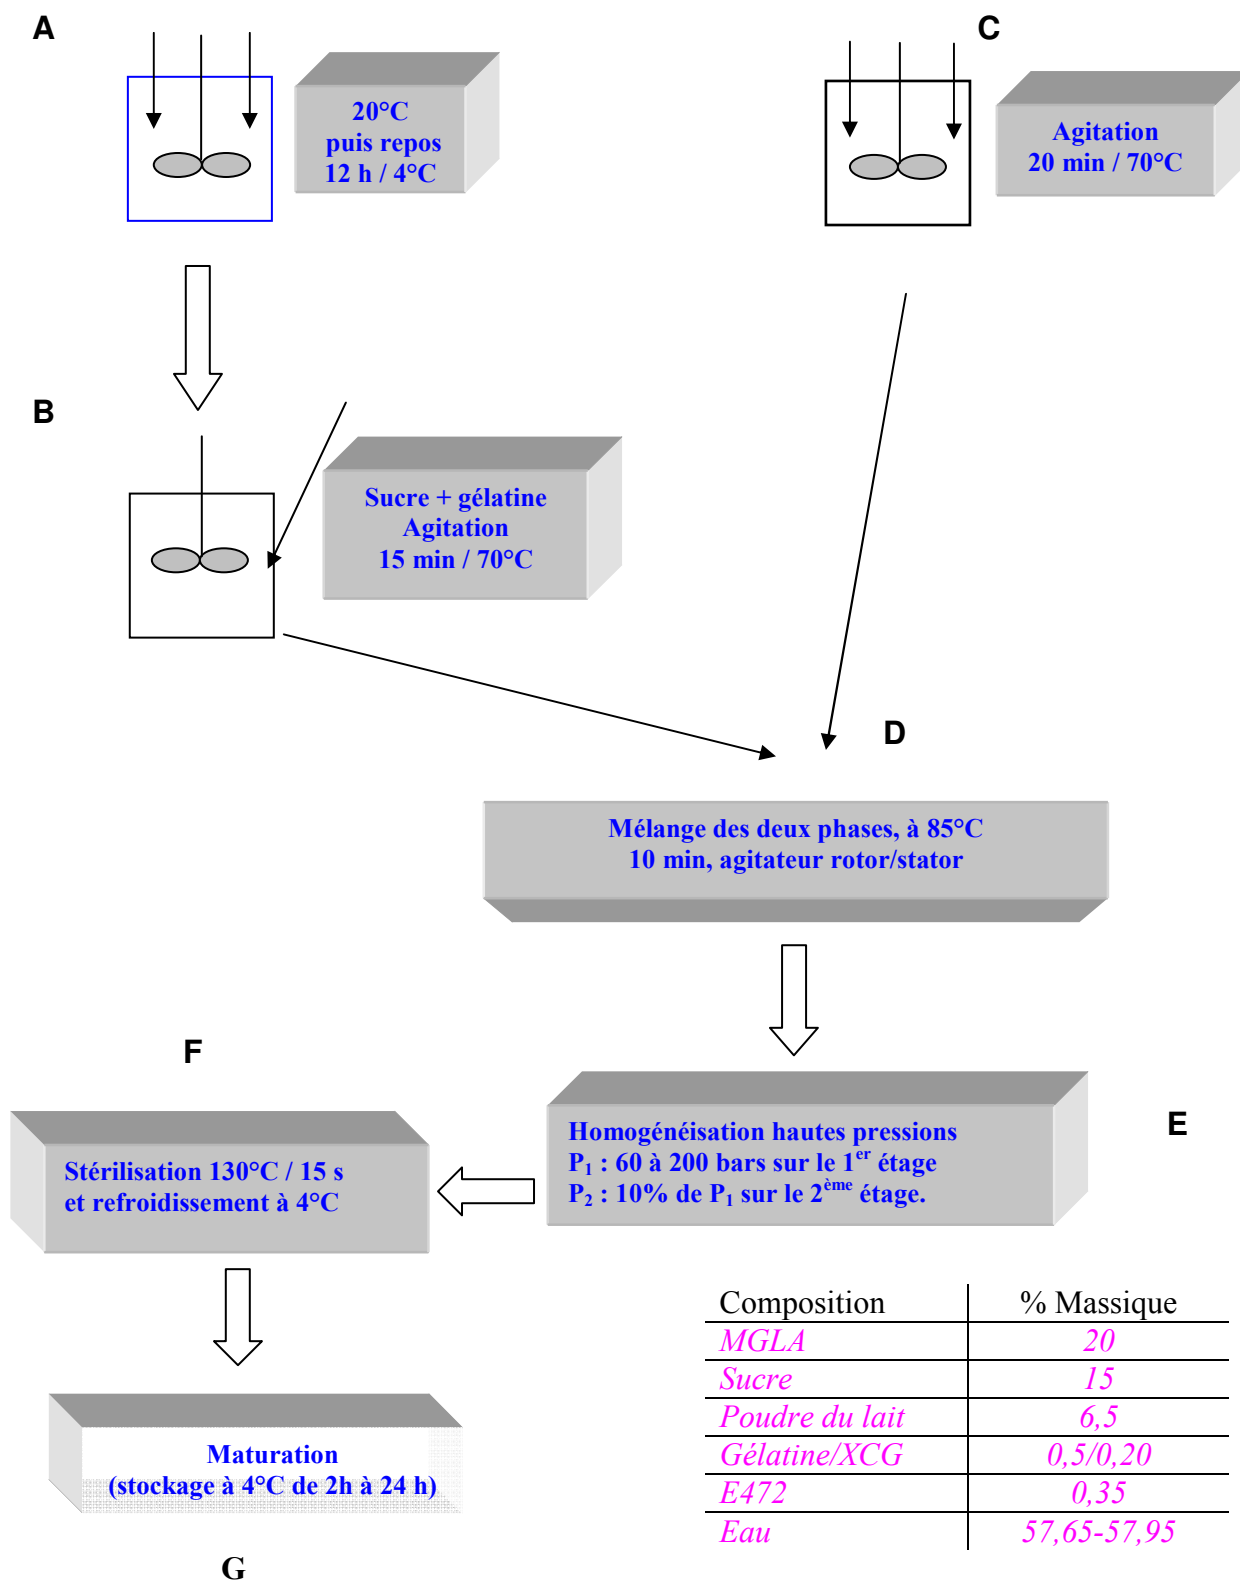 A
20°C
puis repos
12 h / 4°C
C
Agitation
20 min / 70°C
B
Sucre + gélatine
Agitation
15 min / 70°C
D
Mélange des deux phases, à 85°C
10 min, agitateur rotor/stator
E
Homogénéisation hautes pressions
P1 : 60 à 200 bars sur le 1er étage
P2 : 10% de P1 sur le 2ème étage.
F
Stérilisation 130°C / 15 s
et refroidissement à 4°C
Maturation
(stockage à 4°C de 2h à 24 h)
G
Composition % Massique
MGLA 20
Sucre 15
Poudre du lait 6,5
Gélatine/XCG 0,5/0,20
E472 0,35
Eau 57,65-57,95